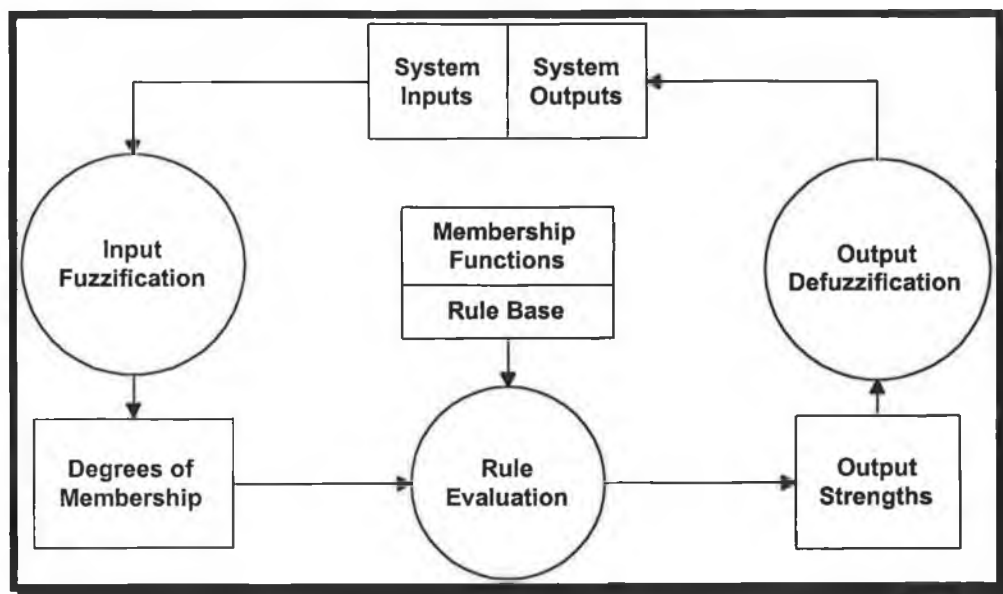 System
Inputs
System
Outputs
Input
Fuzzification
Membership
Functions
Rule Base
Output
Defuzzification
Degrees of
Membership
Rule
Evaluation
Output
Strengths